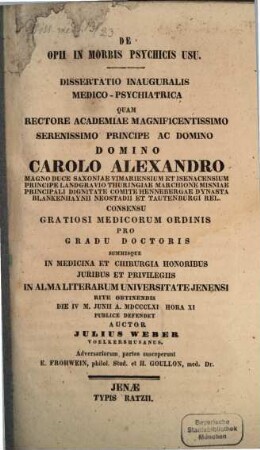 DE
OPII IN MORBIS PSYCHICIS USU.
DISSERTATIO INAUGURALIS
MEDICO-PSYCHIATRICA
QUAM
RECTORE ACADEMIAE MAGNIFICENTISSIMO
SERENISSIMO PRINCIPE AC DOMINO
DOMINO
CAROLO ALEXANDRO
MAGNO DUCE SAXONIAE VIMARIENSIUM ET ISENACENSIUM
PRINCIPE LANDGRAVIO THURINGIAE MARCHIONE MISNIAE
PRINCIPALI DIGNITATE COMITE HENNEBERGAE DYNASTA
BLANKENHAYNII NEOSTADII ET TAUTENBURGI REL.
CONSENSU
GRATIOSI MEDICORUM ORDINIS
PRO
GRADU DOCTORIS
SUMMISQUE
IN MEDICINA ET CHIRURGIA HONORIBUS
JURIBUS ET PRIVILEGIIS
IN ALMA LITERARUM UNIVERSITATE JENENSI
RITE OBTINENDIS
DIE IV M. JUNII A. MDCCCLXI HORA XI
PUBLICE DEFENDET
AUCTOR
JULIUS WEBER
VOELKERSHUSANUS.
Adversariorum partes susceperunt
E. FROHWEIN, philol. Stud. et H. GOULLON, med. Dr.
JENÆ
TYPIS RATZII.
Bayerische
Staatsbibliothek
München